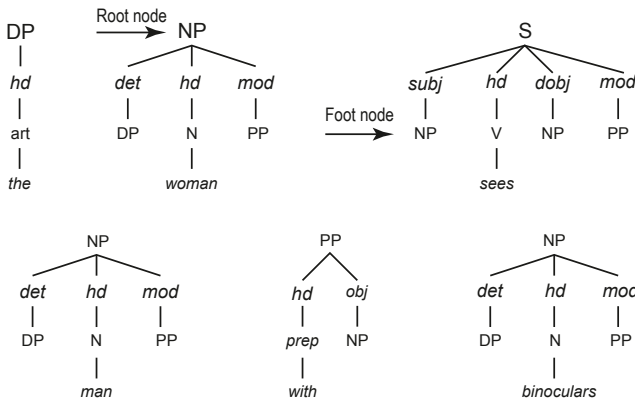 DP Root node NP S
hd det hd mod subj hd dobj mod
art DP N PP Foot node NP V NP PP
the woman sees
NP PP NP
det hd mod hd obj det hd mod
DP N PP prep NP DP N PP
man with binoculars